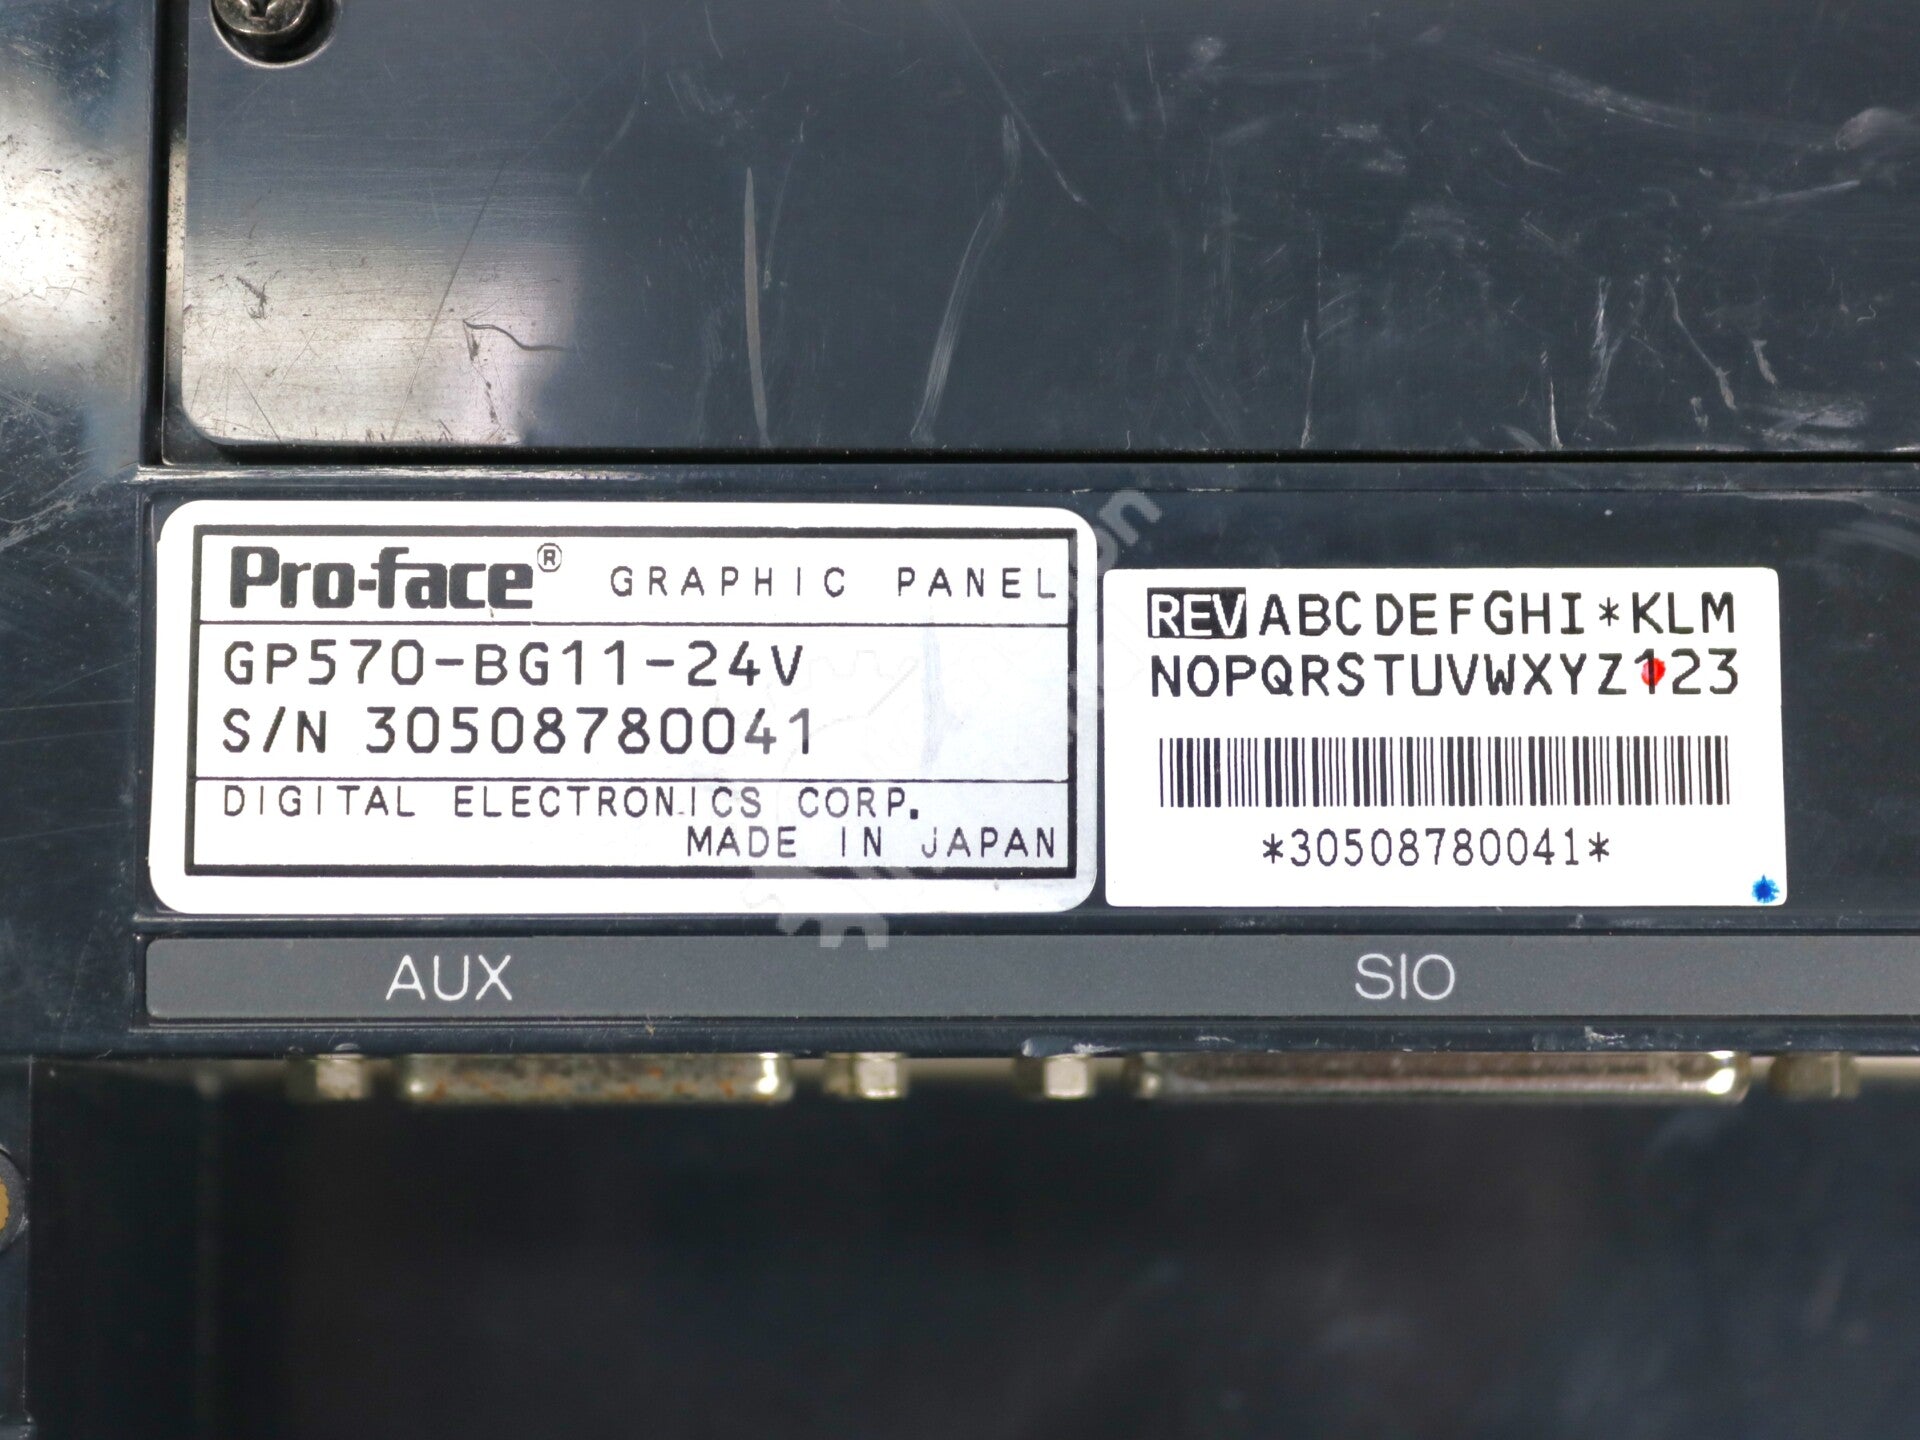 Pro-face® GRAPHIC PANEL
GP570-BG11-24V
S/N 30508780041
DIGITAL ELECTRONICS CORP.
MADE IN JAPAN
REV ABCDEFGHI*KLM
NOPQRSTUVWXYZ123
*30508780041*
AUX
SIO